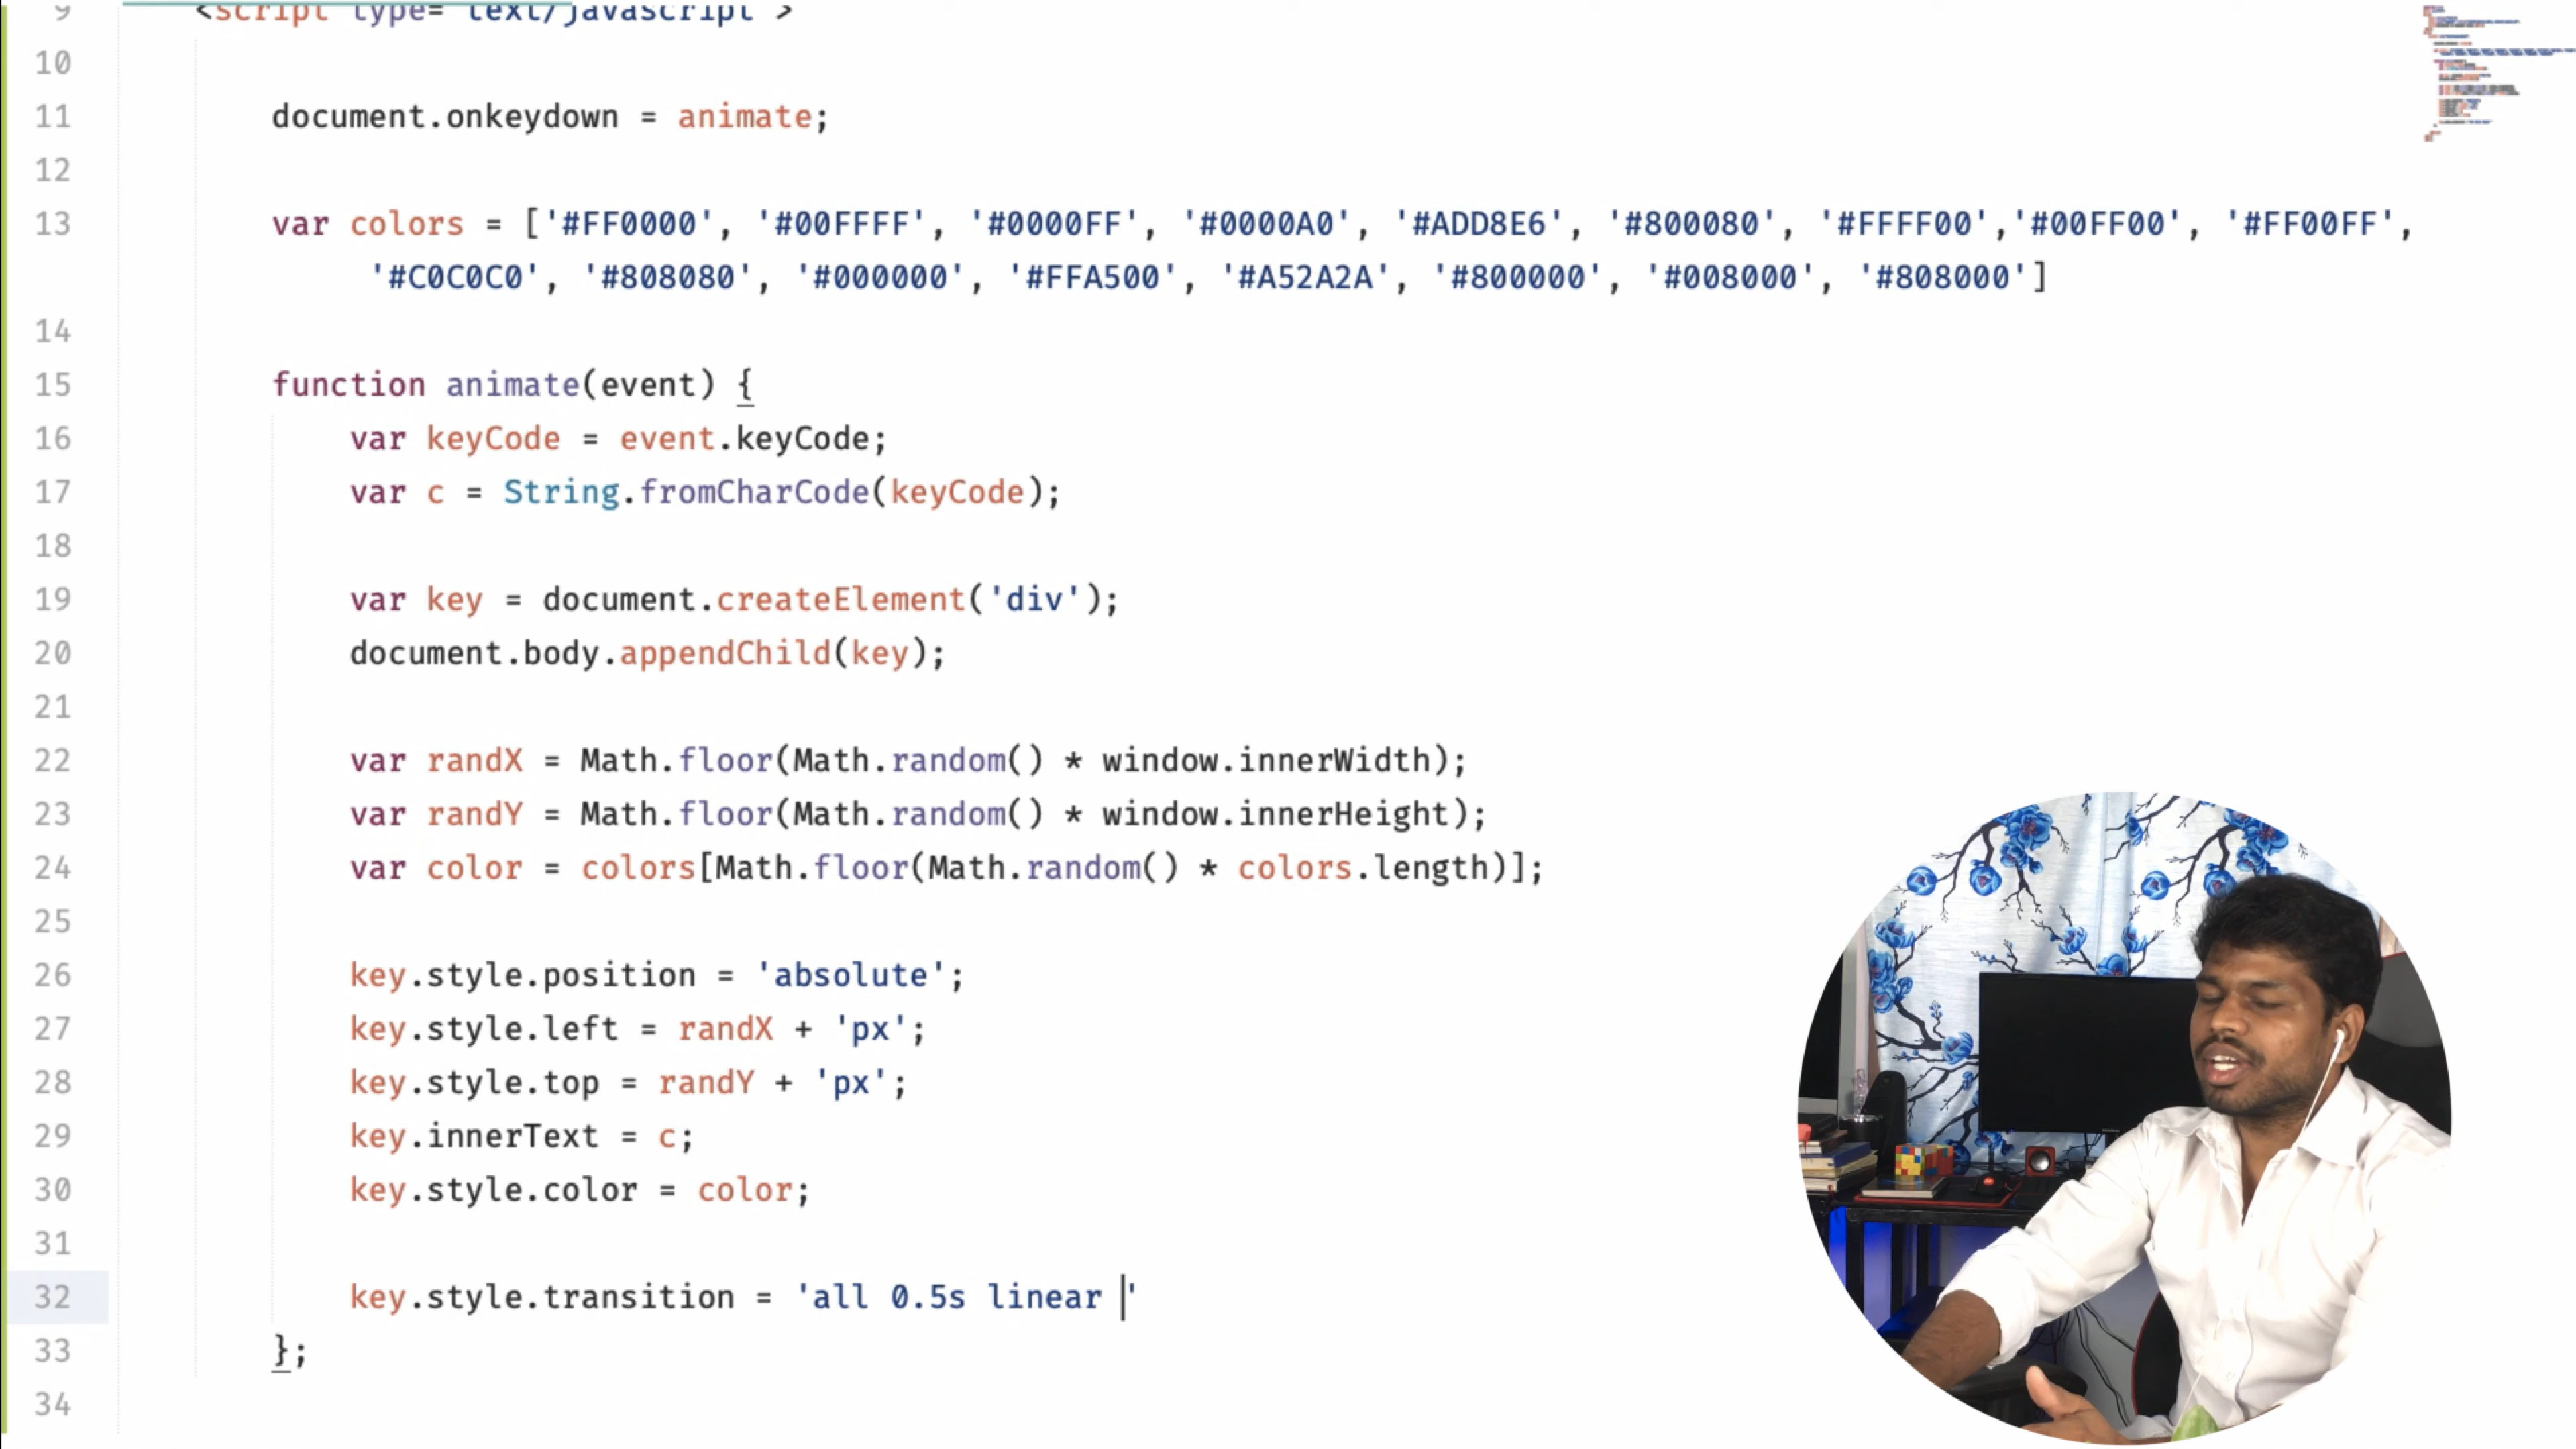 9 <script type="text/javascript">
10
11 document.onkeydown = animate;
12
13 var colors = ['#FF0000', '#00FFFF', '#0000FF', '#0000A0', '#ADD8E6', '#800080', '#FFFF00','#00FF00', '#FF00FF',
'#C0C0C0', '#808080', '#000000', '#FFA500', '#A52A2A', '#800000', '#008000', '#808000']
14
15 function animate(event) {
16 var keyCode = event.keyCode;
17 var c = String.fromCharCode(keyCode);
18
19 var key = document.createElement('div');
20 document.body.appendChild(key);
21
22 var randX = Math.floor(Math.random() * window.innerWidth);
23 var randY = Math.floor(Math.random() * window.innerHeight);
24 var color = colors[Math.floor(Math.random() * colors.length)];
25
26 key.style.position = 'absolute';
27 key.style.left = randX + 'px';
28 key.style.top = randY + 'px';
29 key.innerText = c;
30 key.style.color = color;
31
32 key.style.transition = 'all 0.5s linear '
33 };
34